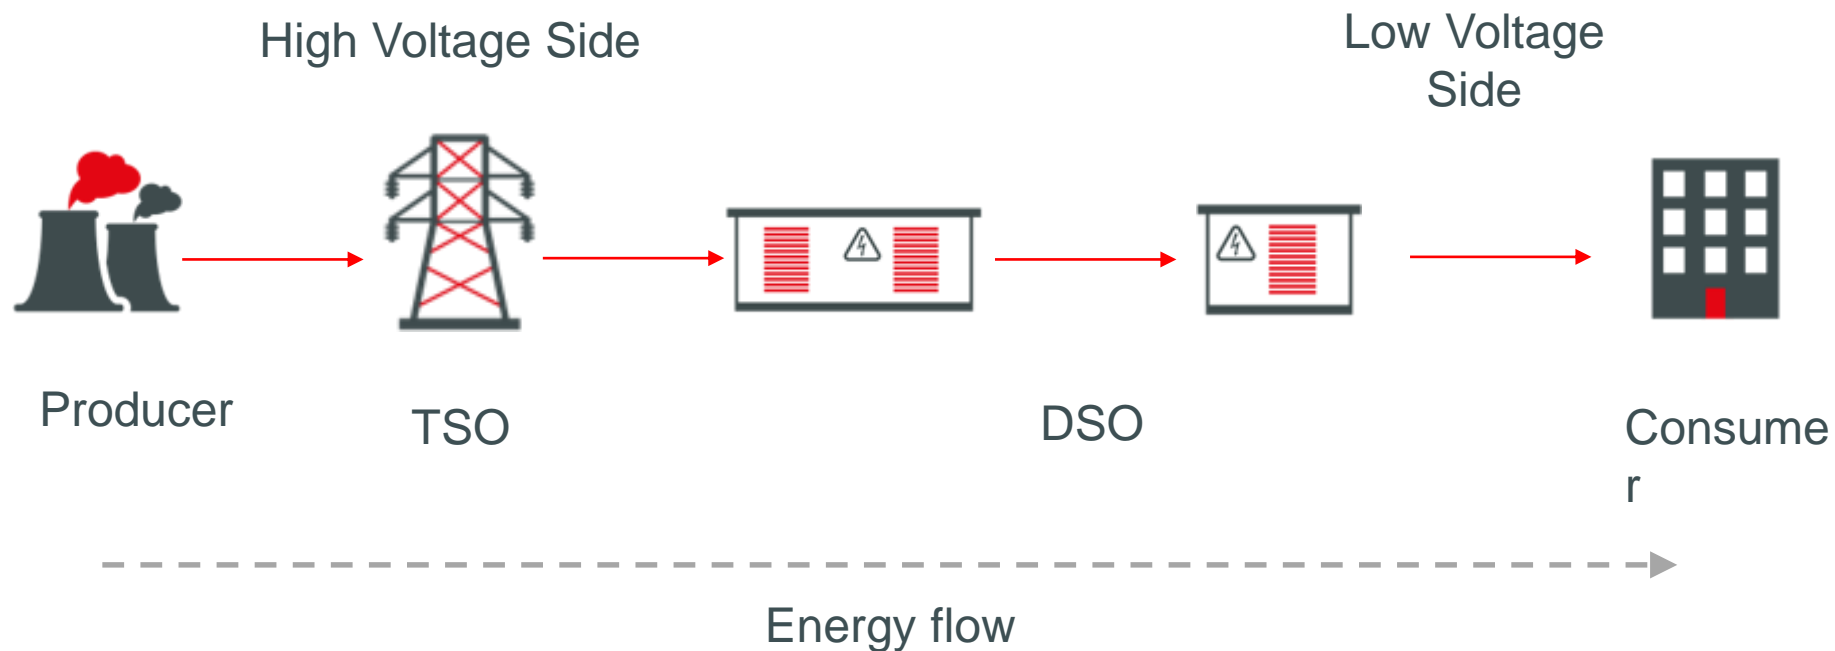 High Voltage Side
Low Voltage
Side
Producer
TSO
DSO
Consume
r
Energy flow